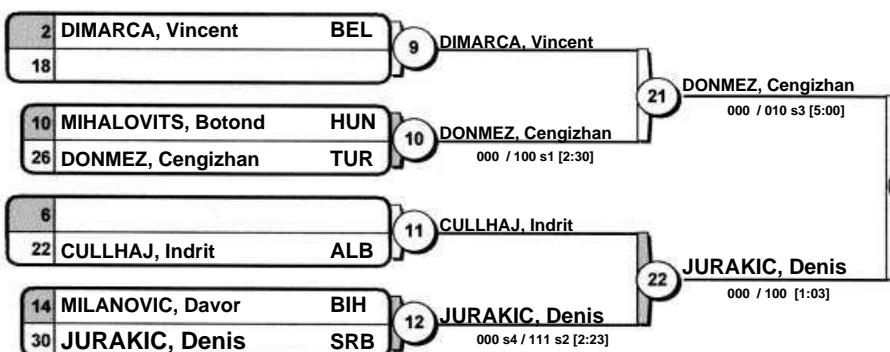 2 DIMARCA, Vincent BEL
18
9
DIMARCA, Vincent
10 MIHALOVITS, Botond HUN
26 DONMEZ, Cengizhan TUR
10
DONMEZ, Cengizhan
000 / 100 s1 [2:30]
21
DONMEZ, Cengizhan
000 / 010 s3 [5:00]
6
22 CULLHAJ, Indrit ALB
11
CULLHAJ, Indrit
14 MILANOVIC, Davor BIH
30 JURAKIC, Denis SRB
12
JURAKIC, Denis
000 s4 / 111 s2 [2:23]
22
JURAKIC, Denis
000 / 100 [1:03]